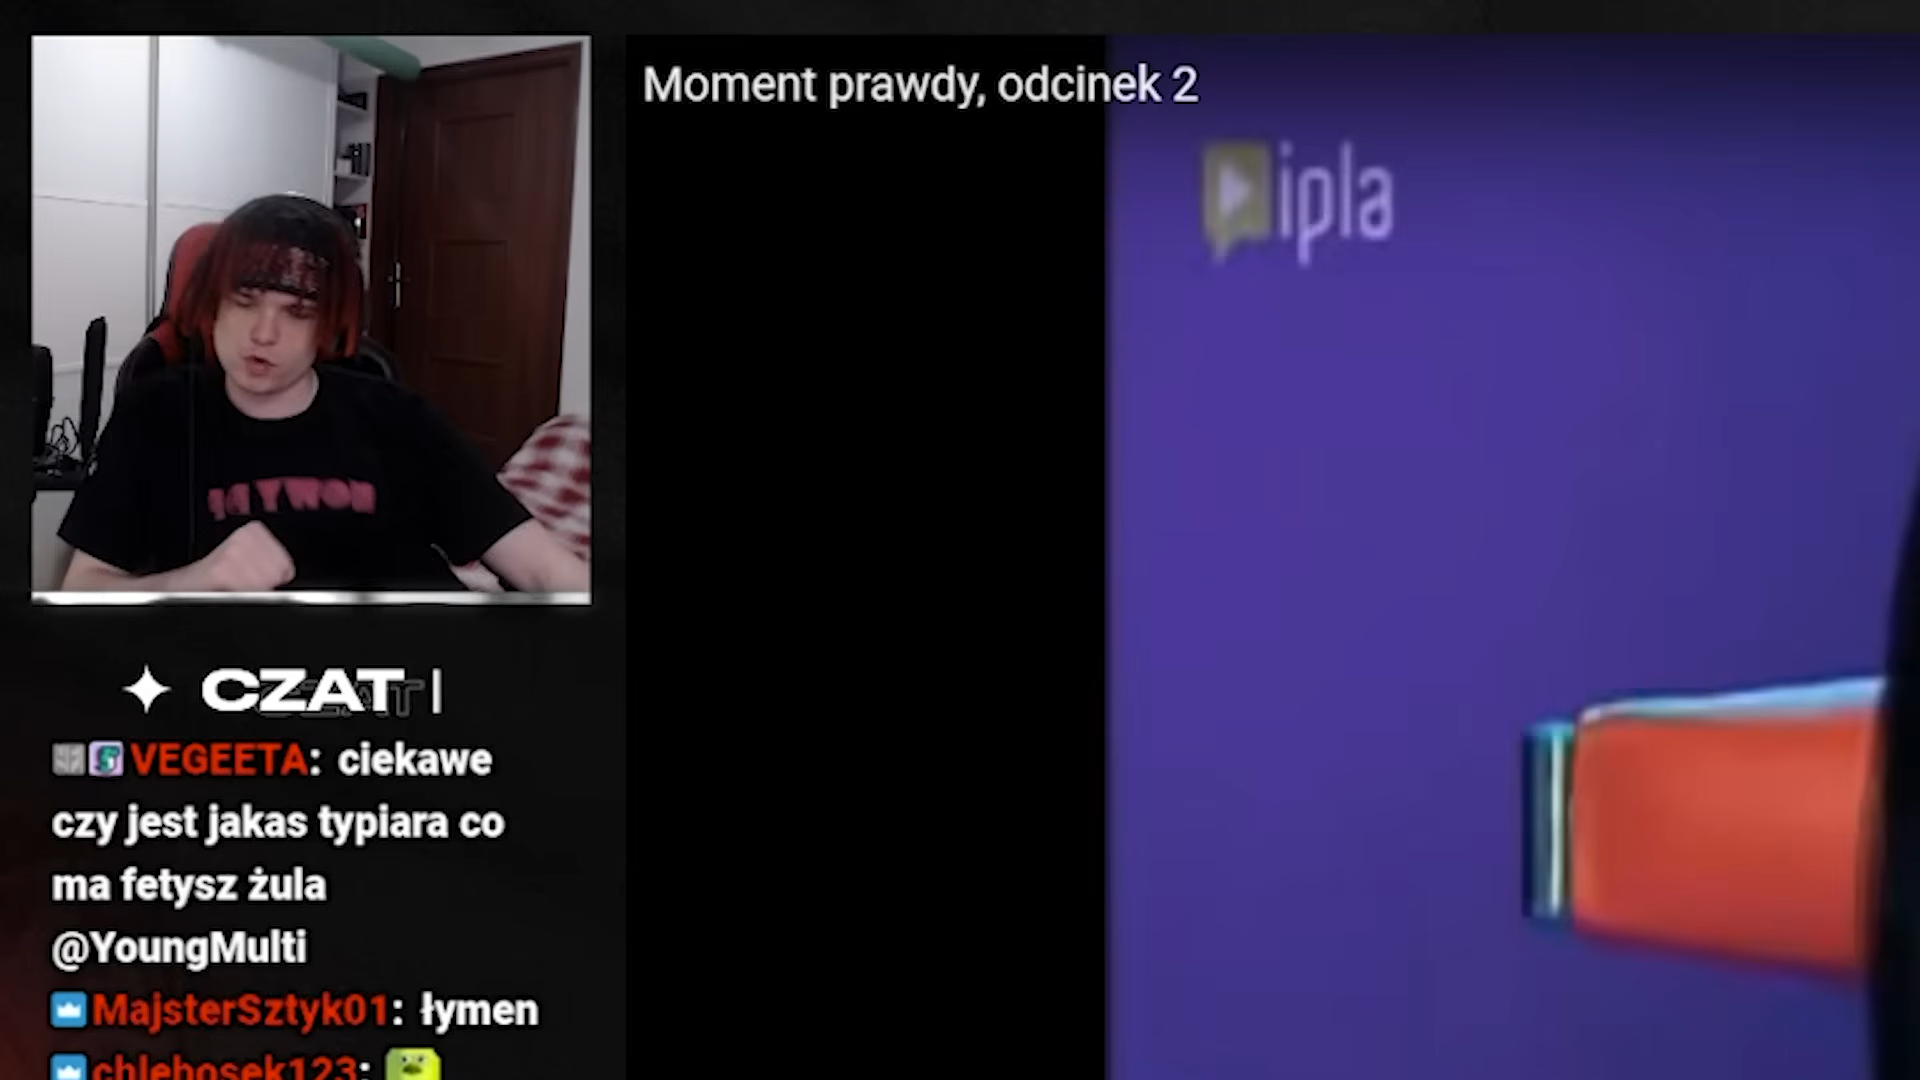 Moment prawdy, odcinek 2
ipla
CZAT
VEGEETA: ciekawe
czy jest jakas typiara co
ma fetysz żula
@YoungMulti
MajsterSztyk01: łymen
chlebosek123: